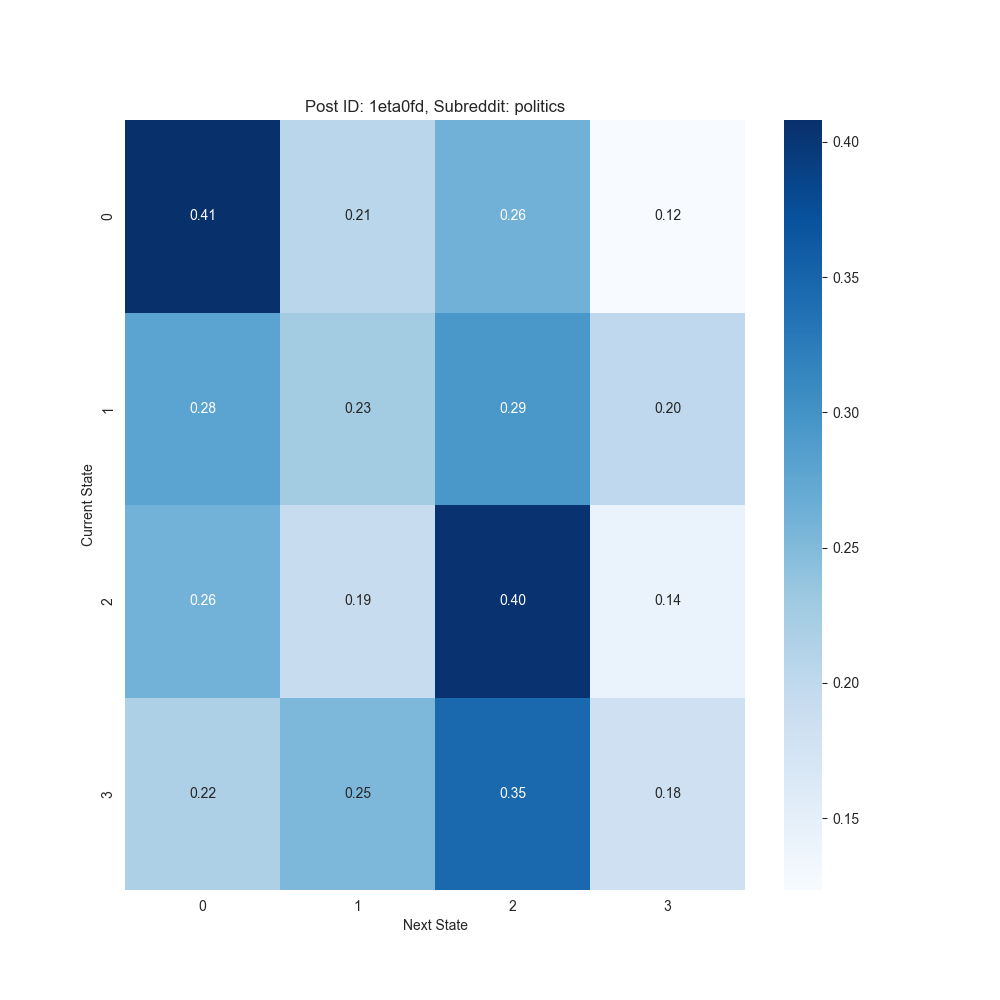 Post ID: 1eta0fd, Subreddit: politics
0.41 0.21 0.26 0.12
0.28 0.23 0.29 0.20
0.26 0.19 0.40 0.14
0.22 0.25 0.35 0.18
0
1
2
3
Current State
0 1 2 3
Next State
0.40
0.35
0.30
0.25
0.20
0.15